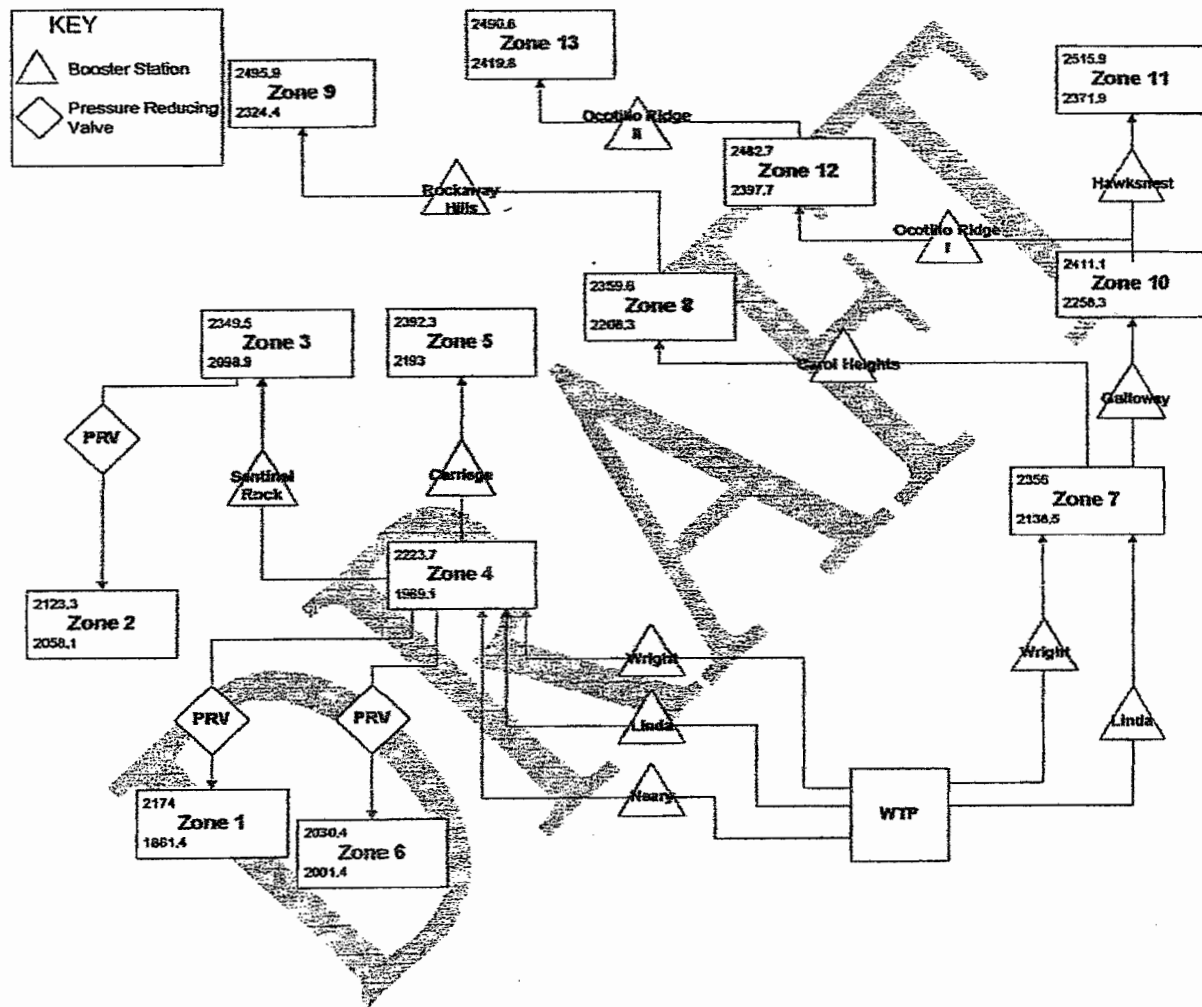 KEY
Booster Station
Pressure Reducing
Valve
2495.9
Zone 9
2324.4
2490.6
Zone 13
2419.8
2515.9
Zone 11
2371.9
Ocotillo Ridge
II
2482.7
Zone 12
2397.7
Hawksnest
Rockaway
Hills
Ocotillo Ridge
I
2411.1
Zone 10
2258.3
2359.6
Zone 8
2208.3
2349.5
Zone 3
2098.9
2392.3
Zone 5
2193
Carol Heights
Galloway
PRV
Sentinel
Rock
Carriage
2356
Zone 7
2138.5
2223.7
Zone 4
1969.1
2123.3
Zone 2
2058.1
Wright
Wright
PRV
PRV
Linda
Linda
Neary
WTP
2174
Zone 1
1861.4
2030.4
Zone 6
2001.4
DRAFT